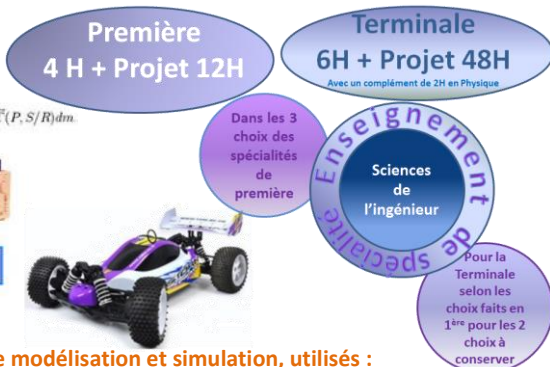 Première
4 H + Projet 12H
Terminale
6H + Projet 48H
Avec un complément de 2H en Physique
(P, S/R)dm
Dans les 3
choix des
spécialités
de
première
Enseignement de spécialité
Sciences
de
l'ingénieur
Pour la
Terminale
selon les
choix faits en
1ère pour les 2
choix à
conserver
e modélisation et simulation, utilisés :